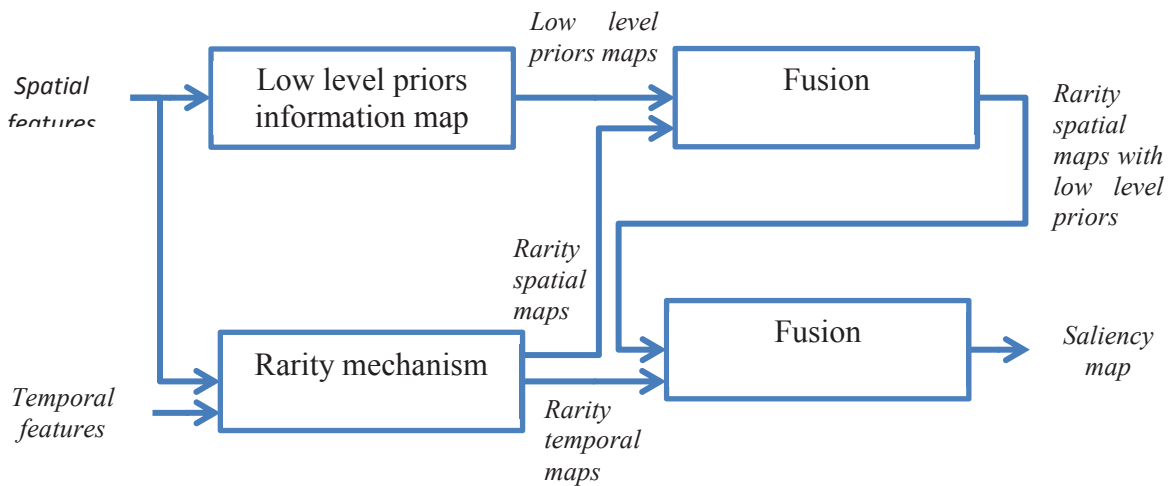 Spatial
features
Low level priors
information map
Low level
priors maps
Fusion
Rarity
spatial
maps with
low level
priors
Rarity
spatial
maps
Temporal
features
Rarity mechanism
Rarity
temporal
maps
Fusion
Saliency
map